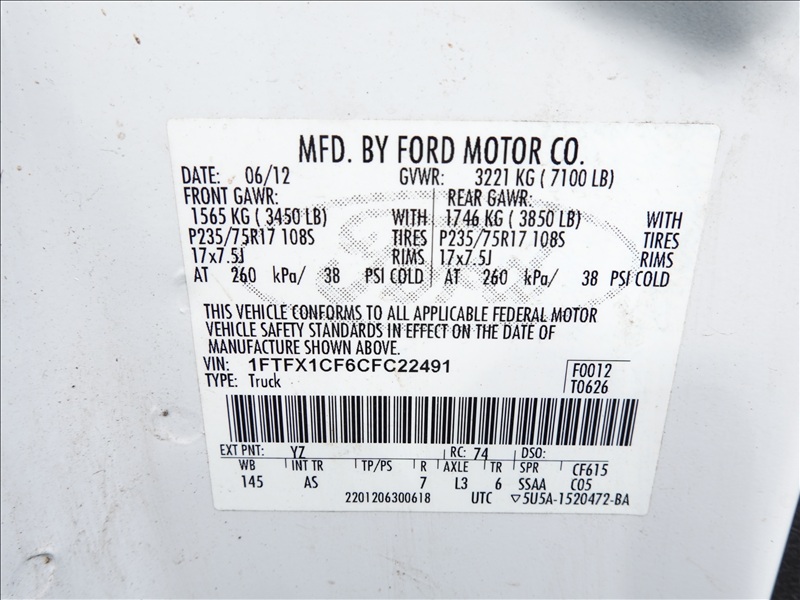 MFD. BY FORD MOTOR CO.
DATE: 06/12 GVWR: 3221 KG ( 7100 LB)
FRONT GAWR: REAR GAWR:
1565 KG ( 3450 LB) WITH 1746 KG ( 3850 LB) WITH
P235/75R17 108S TIRES P235/75R17 108S TIRES
17x7.5J RIMS 17x7.5J RIMS
AT 260 kPa/ 38 PSI COLD AT 260 kPa/ 38 PSI COLD
THIS VEHICLE CONFORMS TO ALL APPLICABLE FEDERAL MOTOR
VEHICLE SAFETY STANDARDS IN EFFECT ON THE DATE OF
MANUFACTURE SHOWN ABOVE.
VIN: 1FTFX1CF6CFC22491 F0012
TYPE: Truck T0626
EXT PNT: YZ RC: 74 DSO:
WB INT TR TP/PS R AXLE TR SPR CF615
145 AS 7 L3 6 SSAA C05
2201206300618 UTC ▽5U5A-1520472-BA